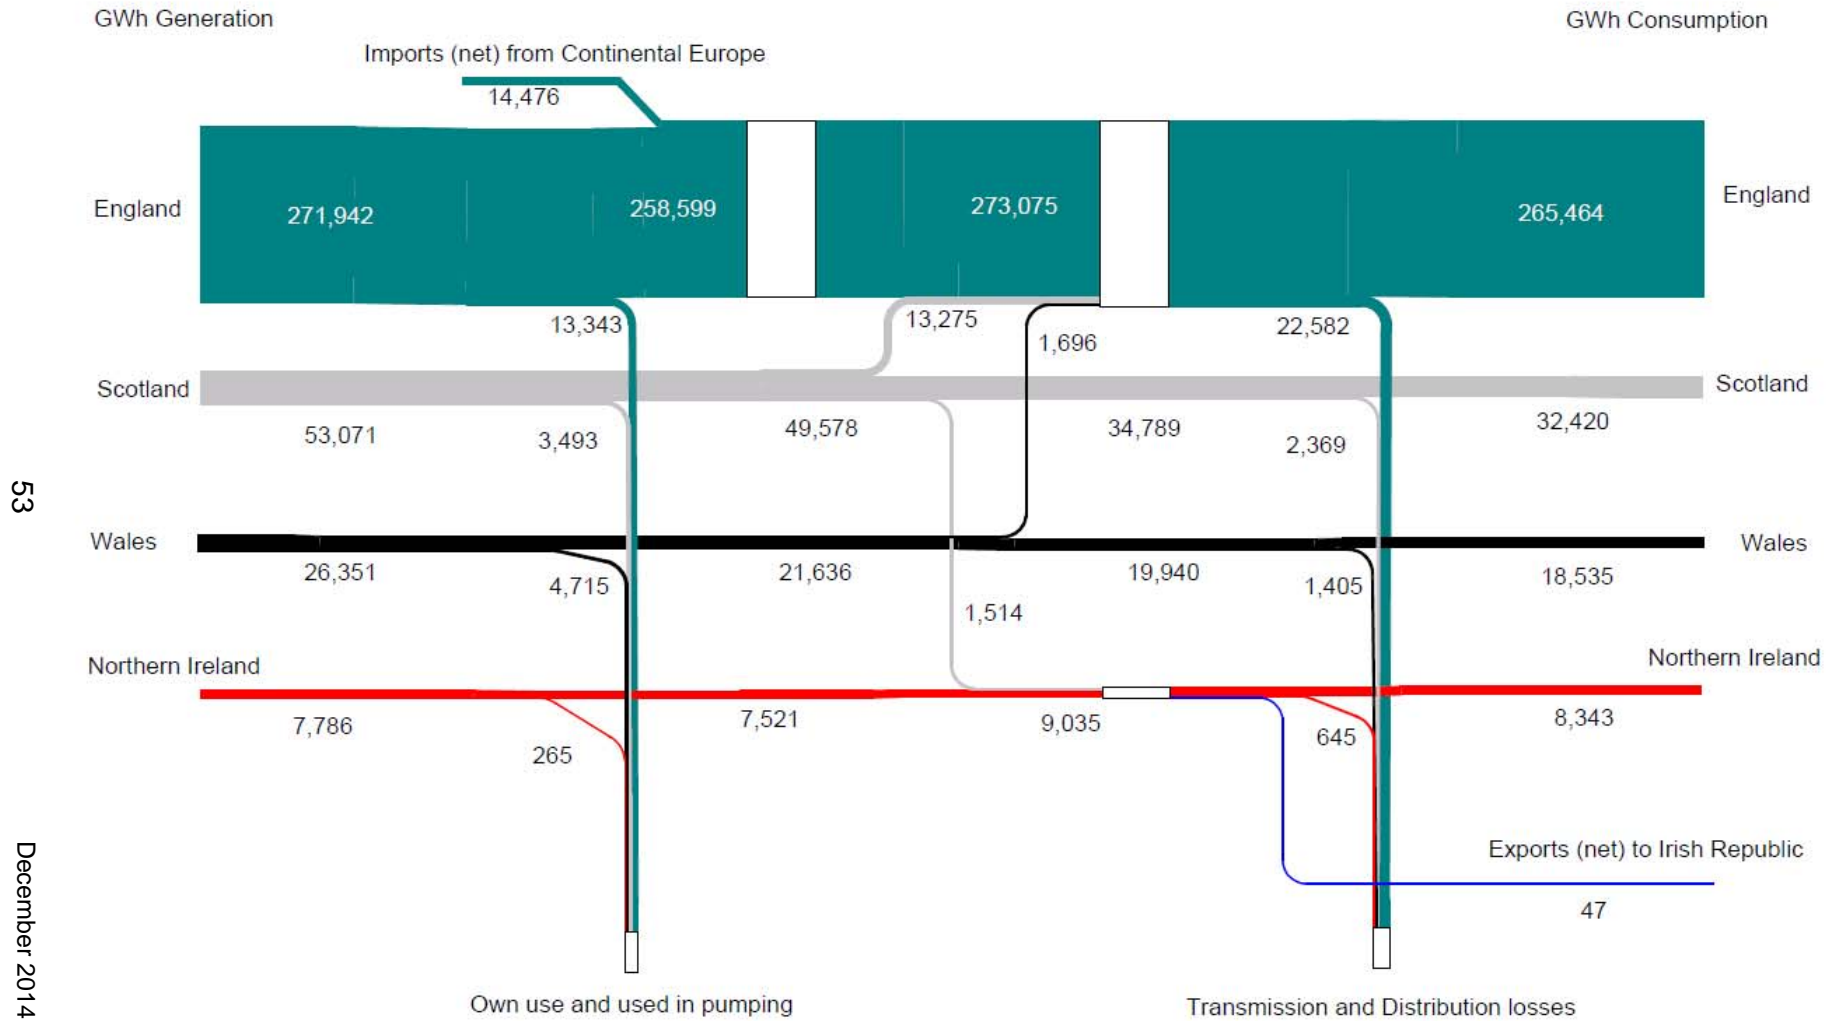 GWh Generation
GWh Consumption
Imports (net) from Continental Europe
14,476
England
271,942
258,599
273,075
265,464
England
13,343
13,275
1,696
22,582
Scotland
Scotland
53,071
3,493
49,578
34,789
2,369
32,420
Wales
Wales
26,351
4,715
21,636
19,940
1,405
18,535
1,514
Northern Ireland
Northern Ireland
7,786
265
7,521
9,035
645
8,343
Exports (net) to Irish Republic
47
Own use and used in pumping
Transmission and Distribution losses
53
December 2014